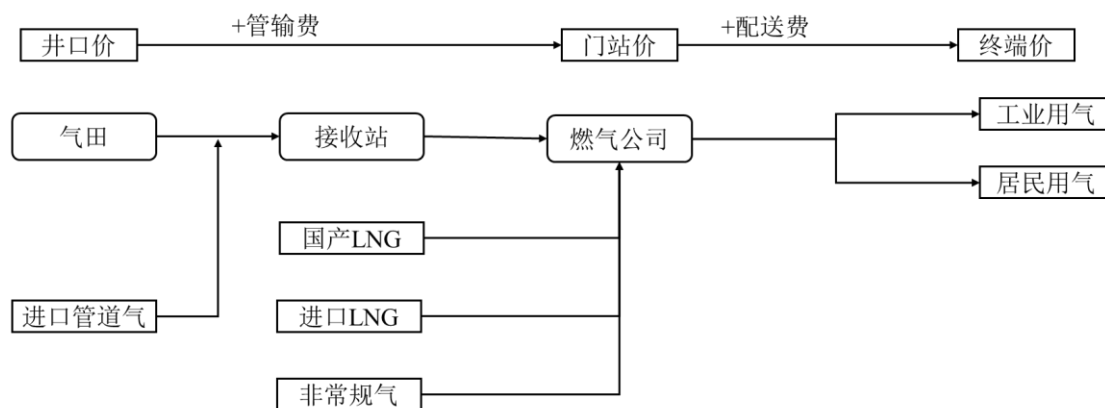 井口价
+管输费
门站价
+配送费
终端价
气田
接收站
燃气公司
工业用气
居民用气
国产LNG
进口管道气
进口LNG
非常规气